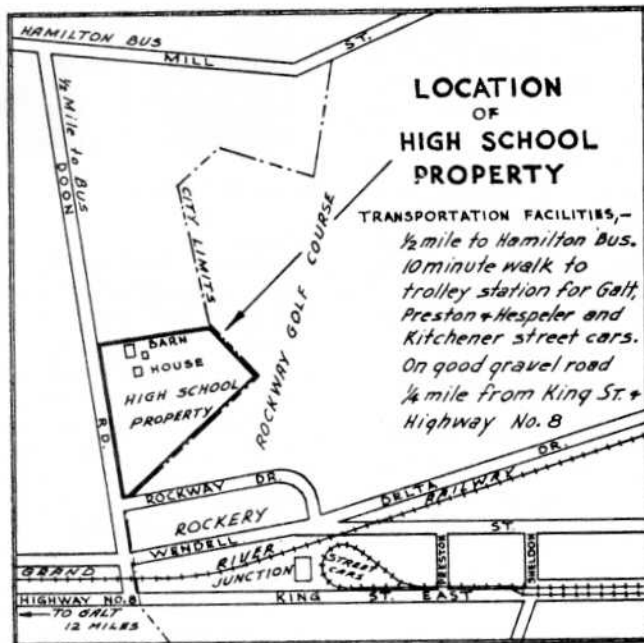 HAMILTON BUS
MILL ST.
LOCATION
OF
HIGH SCHOOL
PROPERTY
TRANSPORTATION FACILITIES,-
½ mile to Hamilton Bus.
10 minute walk to
trolley station for Galt,
Preston & Hespeler and
Kitchener street cars.
On good gravel road
¼ mile from King St. &
Highway No. 8
½ Mile to Bus
DOON RD.
CITY LIMITS
ROCKWAY GOLF COURSE
BARN
HOUSE
HIGH SCHOOL
PROPERTY
ROCKWAY DR.
ROCKERY
DELTA DR.
WENDELL ST.
GRAND RIVER RAILWAY
JUNCTION
STREET
CARS
PRESTON
SHELDON
HIGHWAY NO. 8
KING ST. EAST
← TO GALT
12 MILES